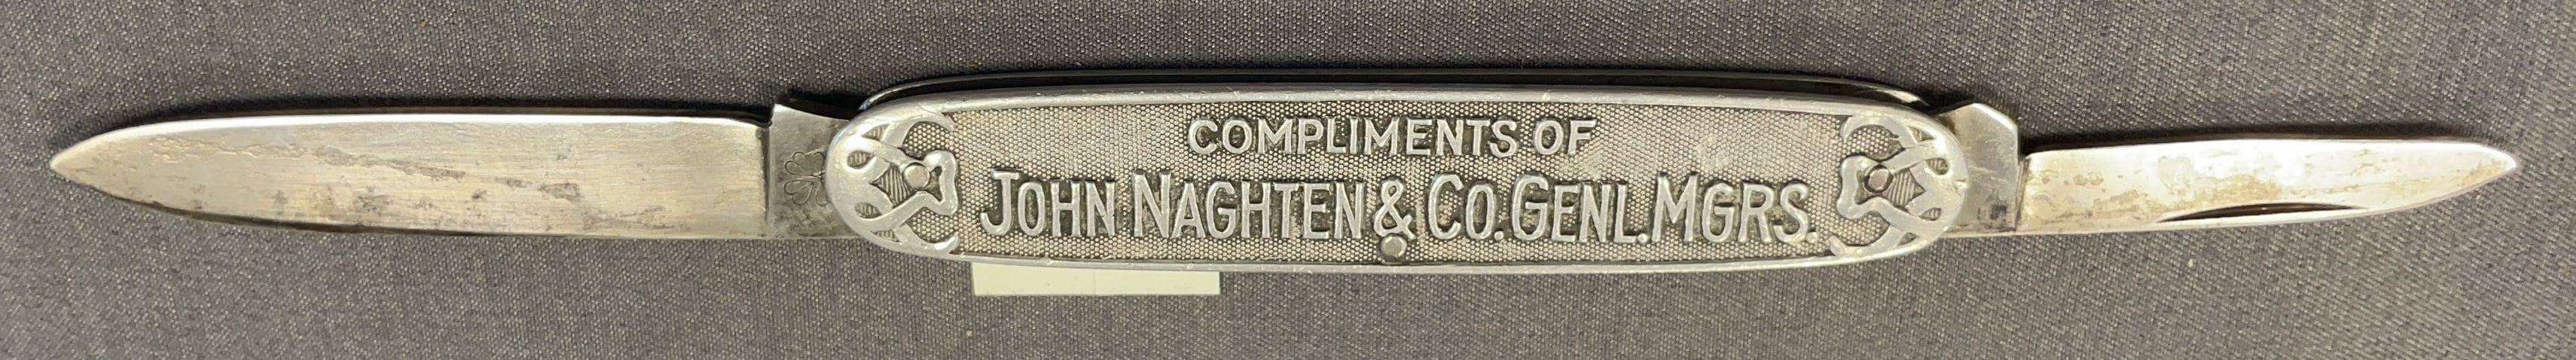 COMPLIMENTS OF
JOHN NAGHTEN & CO. GENL. MGRS.